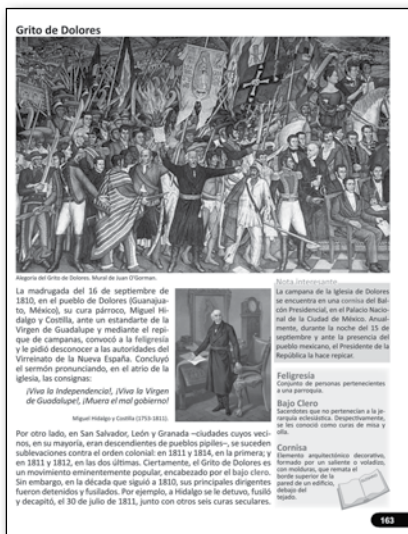 Grito de Dolores
Alegoría del Grito de Dolores. Mural de Juan O'Gorman.
La madrugada del 16 de septiembre de
1810, en el pueblo de Dolores (Guanajua-
to, México), su cura párroco, Miguel Hi-
dalgo y Costilla, ante un estandarte de la
Virgen de Guadalupe y mediante el repi-
que de campanas, convocó a la feligresía
y le pidió desconocer a las autoridades del
Virreinato de la Nueva España. Concluyó
el sermón pronunciando, en el atrio de la
iglesia, las consignas:
¡Viva la Independencia!, ¡Viva la Virgen
de Guadalupe!, ¡Muera el mal gobierno!
Miguel Hidalgo y Costilla (1753-1811).
Por otro lado, en San Salvador, León y Granada –ciudades cuyos veci-
nos, en su mayoría, eran descendientes de pueblos pipiles–, se suceden
sublevaciones contra el orden colonial: en 1811 y 1814, en la primera; y
en 1811 y 1812, en las dos últimas. Ciertamente, el Grito de Dolores es
un movimiento eminentemente popular, encabezado por el bajo clero.
Sin embargo, en la década que siguió a 1810, sus principales dirigentes
fueron detenidos y fusilados. Por ejemplo, a Hidalgo se le detuvo, fusiló
y decapitó, el 30 de julio de 1811, junto con otros seis curas seculares.
Nota interesante
La campana de la Iglesia de Dolores
se encuentra en una cornisa del Bal-
cón Presidencial, en el Palacio Nacio-
nal de la Ciudad de México. Anual-
mente, durante la noche del 15 de
septiembre y ante la presencia del
pueblo mexicano, el Presidente de la
República la hace repicar.
Feligresía
Conjunto de personas pertenecientes
a una parroquia.
Bajo Clero
Sacerdotes que no pertenecían a la je-
rarquía eclesiástica. Despectivamente,
se les conoció como curas de misa y
olla.
Cornisa
Elemento arquitectónico decorativo,
formado por un saliente o voladizo,
con molduras, que remata el
borde superior de la
pared de un edificio,
debajo del
tejado.
163